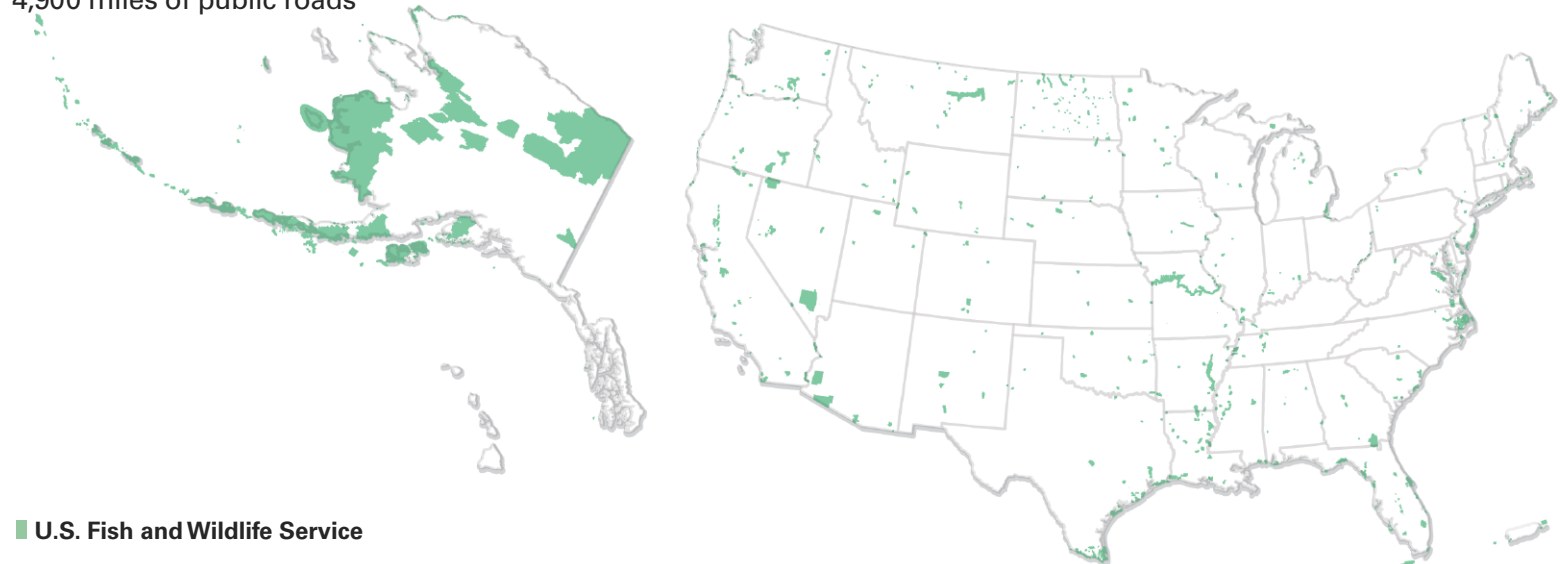 4,900 miles of public roads
U.S. Fish and Wildlife Service